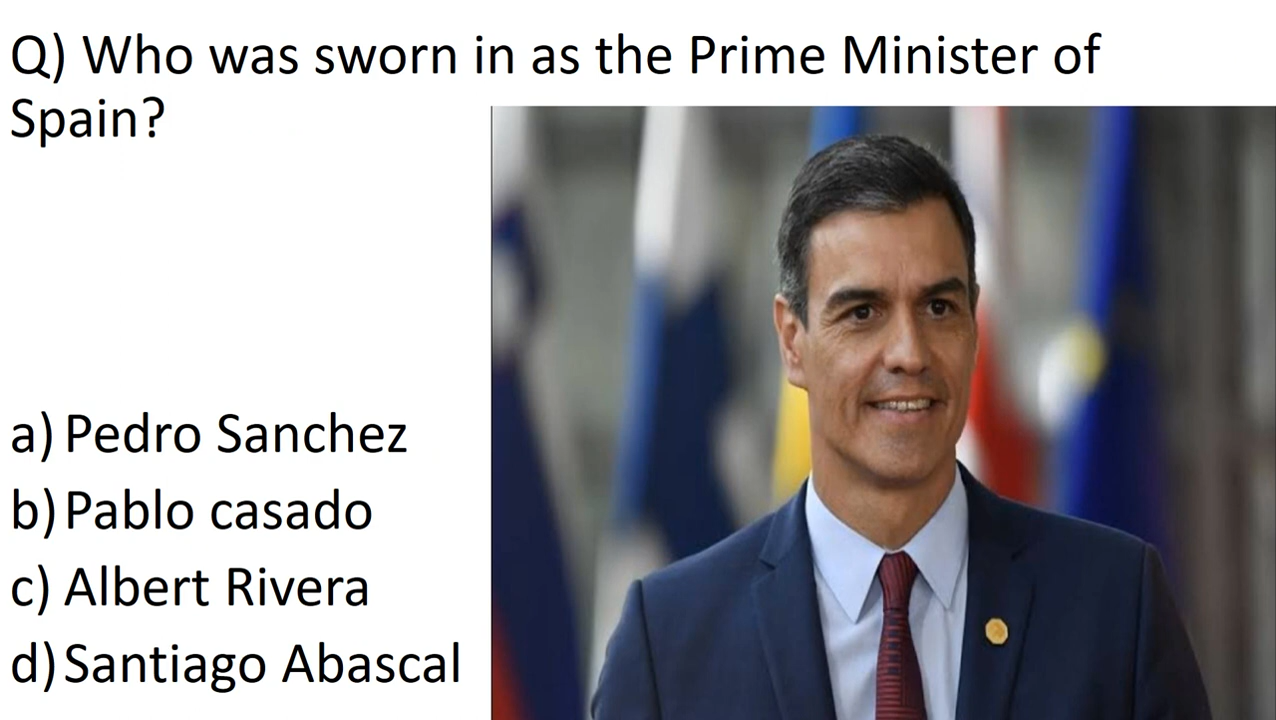 Q) Who was sworn in as the Prime Minister of
Spain?
a) Pedro Sanchez
b) Pablo casado
c) Albert Rivera
d) Santiago Abascal